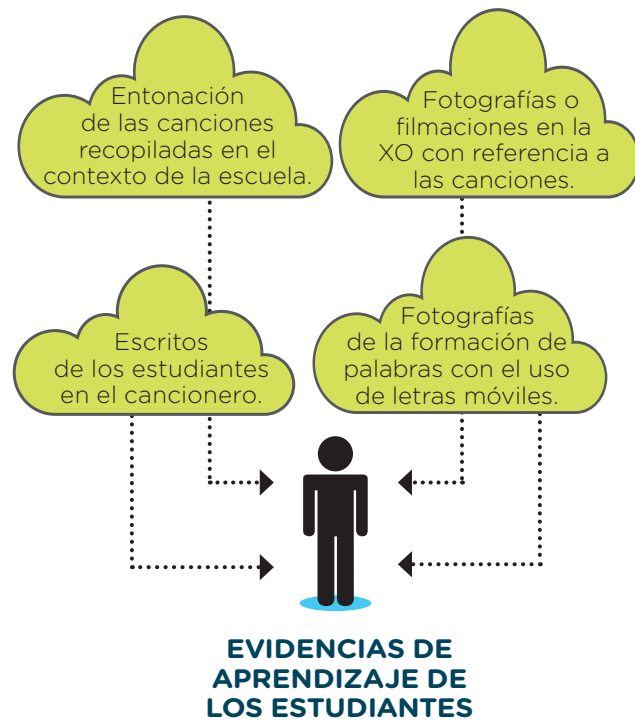 Entonación
de las canciones
recopiladas en el
contexto de la escuela.
Fotografías o
filmaciones en la
XO con referencia a
las canciones.
Escritos
de los estudiantes
en el cancionero.
Fotografías
de la formación de
palabras con el uso
de letras móviles.
EVIDENCIAS DE
APRENDIZAJE DE
LOS ESTUDIANTES